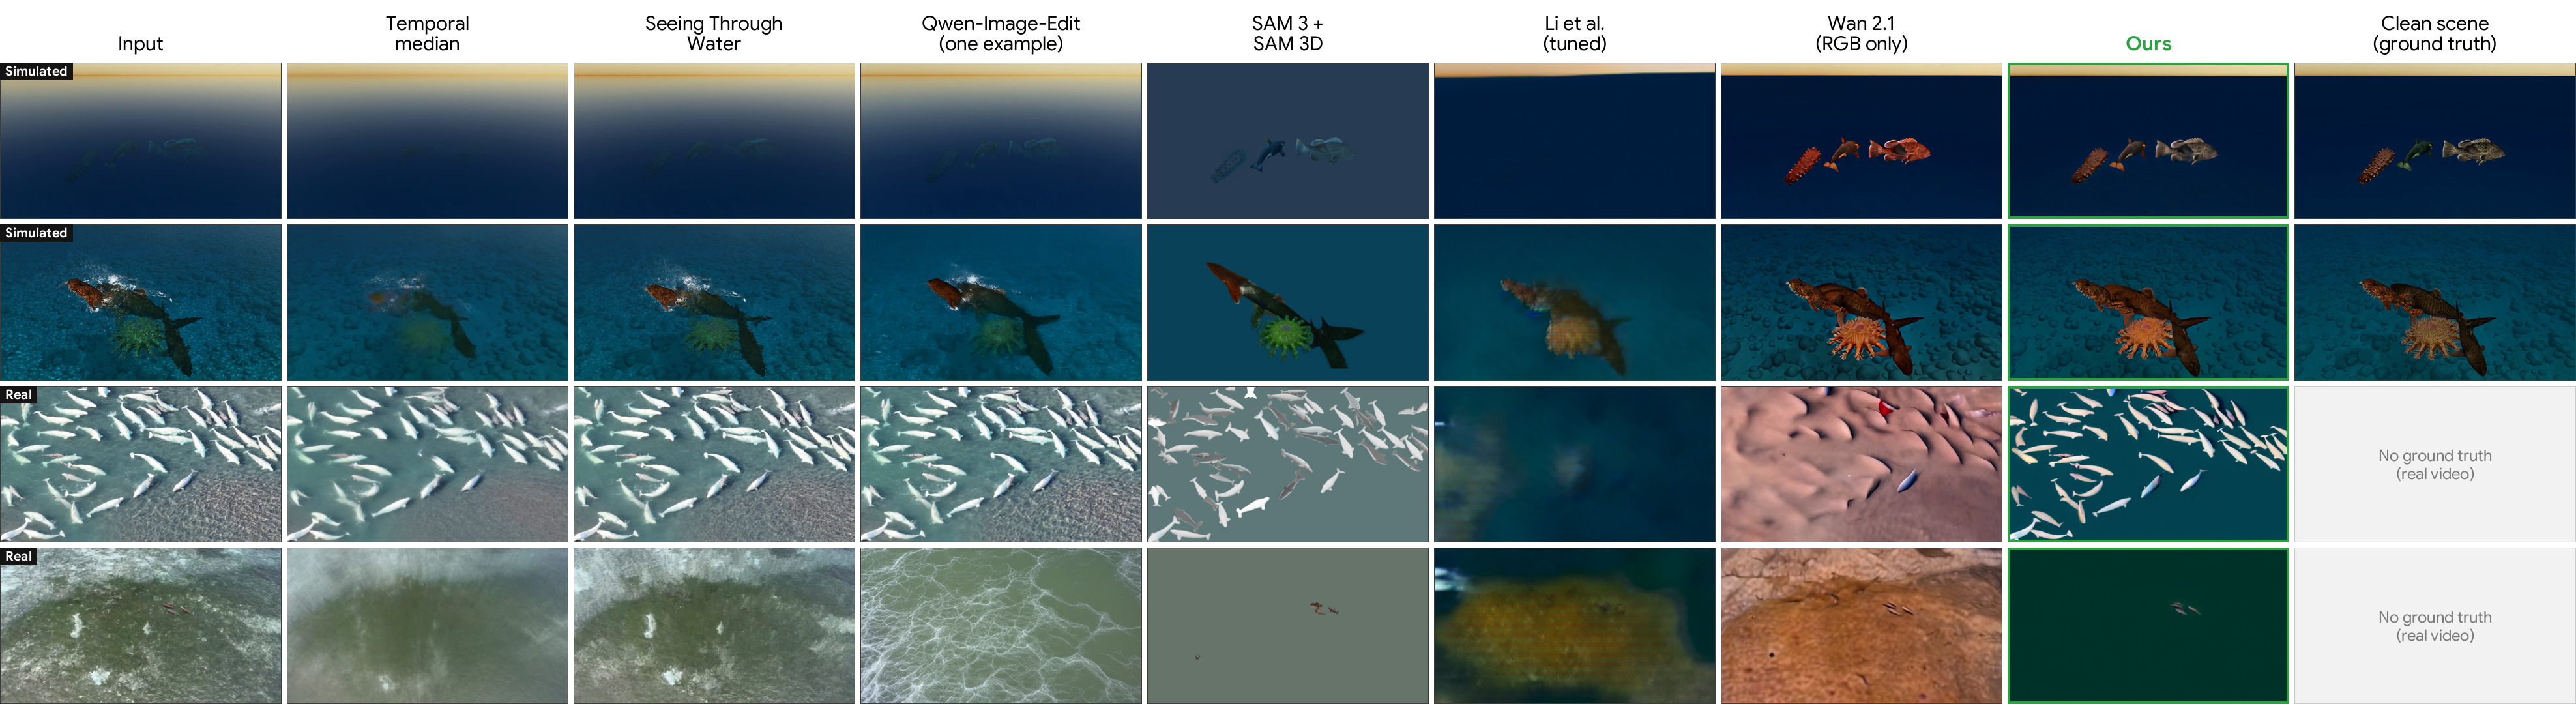 Input
Temporal
median
Seeing Through
Water
Qwen-Image-Edit
(one example)
SAM 3 +
SAM 3D
Li et al.
(tuned)
Wan 2.1
(RGB only)
Ours
Clean scene
(ground truth)
Simulated
Simulated
Real
No ground truth
(real video)
Real
No ground truth
(real video)